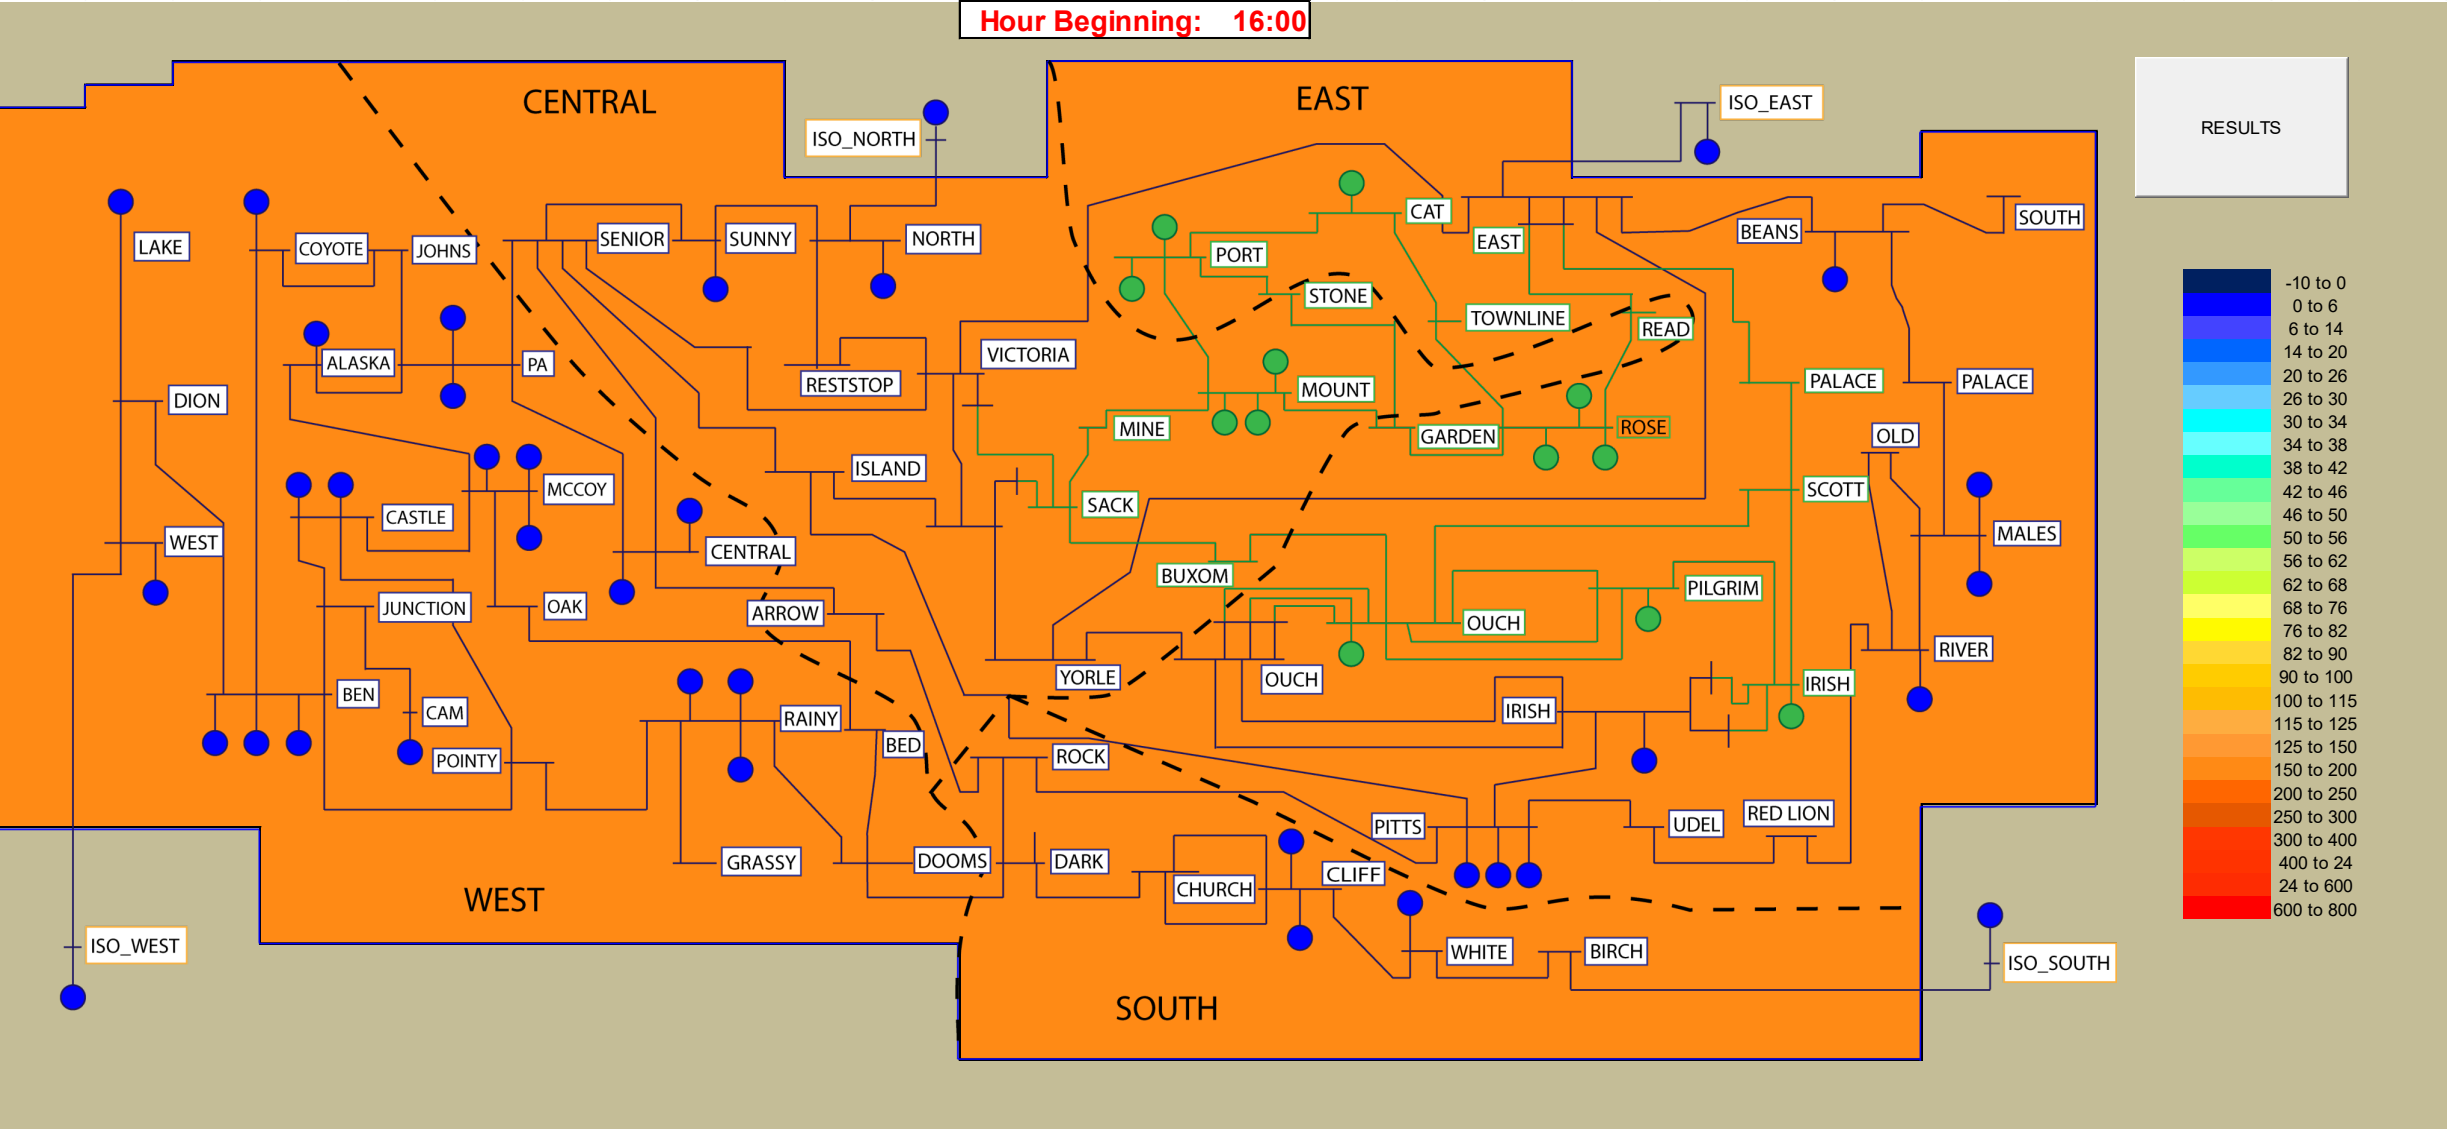 Hour Beginning: 16:00
CENTRAL
EAST
ISO_EAST
ISO_NORTH
RESULTS
CAT
SOUTH
LAKE
COYOTE
JOHNS
SENIOR
SUNNY
NORTH
PORT
EAST
BEANS
STONE
TOWNLINE
READ
ALASKA
PA
RESTSTOP
VICTORIA
MOUNT
PALACE
PALACE
DION
MINE
GARDEN
ROSE
OLD
ISLAND
MCCOY
SACK
SCOTT
CASTLE
WEST
CENTRAL
MALES
BUXOM
PILGRIM
JUNCTION
OAK
ARROW
OUCH
RIVER
YORLE
OUCH
IRISH
BEN
CAM
RAINY
IRISH
BED
POINTY
ROCK
PITTS
UDEL
RED LION
GRASSY
DOOMS
DARK
CHURCH
CLIFF
WEST
ISO_WEST
WHITE
BIRCH
ISO_SOUTH
SOUTH
-10 to 0
0 to 6
6 to 14
14 to 20
20 to 26
26 to 30
30 to 34
34 to 38
38 to 42
42 to 46
46 to 50
50 to 56
56 to 62
62 to 68
68 to 76
76 to 82
82 to 90
90 to 100
100 to 115
115 to 125
125 to 150
150 to 200
200 to 250
250 to 300
300 to 400
400 to 24
24 to 600
600 to 800